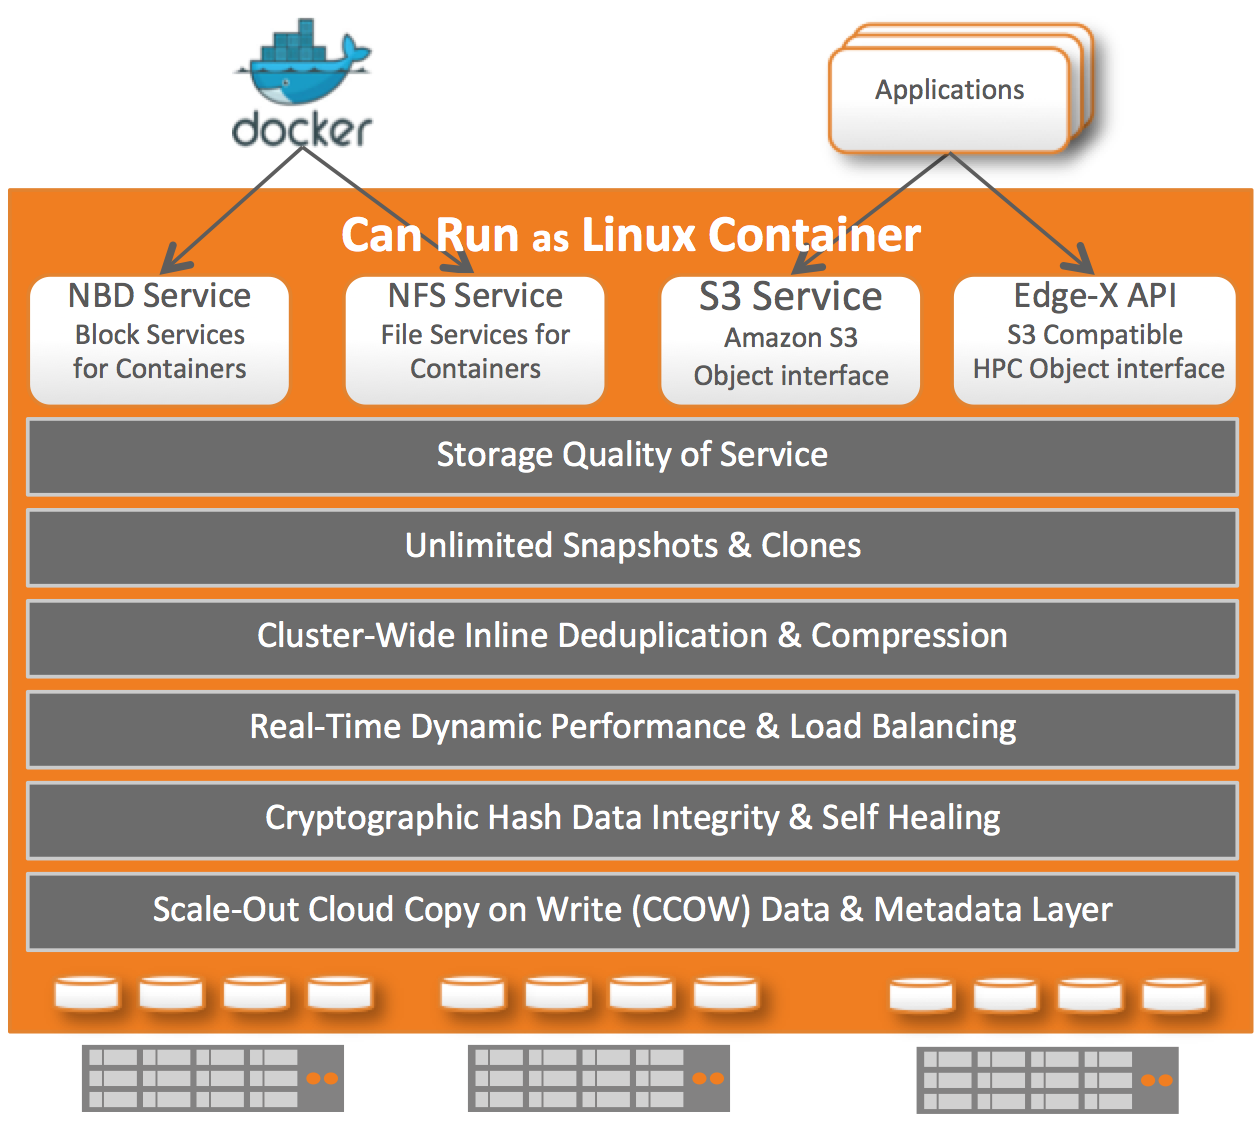 docker
Applications
Can Run as Linux Container
NBD Service
Block Services
for Containers
NFS Service
File Services for
Containers
S3 Service
Amazon S3
Object interface
Edge-X API
S3 Compatible
HPC Object interface
Storage Quality of Service
Unlimited Snapshots & Clones
Cluster-Wide Inline Deduplication & Compression
Real-Time Dynamic Performance & Load Balancing
Cryptographic Hash Data Integrity & Self Healing
Scale-Out Cloud Copy on Write (CCOW) Data & Metadata Layer